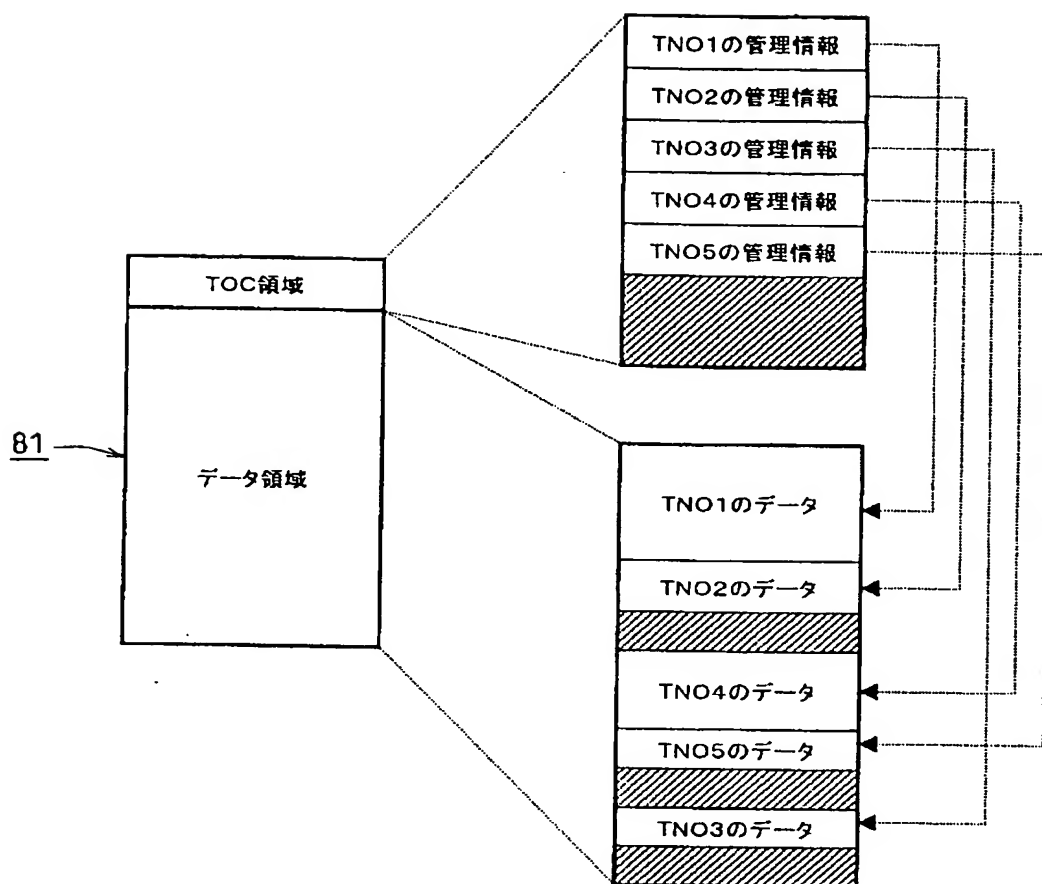 TNO1の管理情報
TNO2の管理情報
TNO3の管理情報
TNO4の管理情報
TNO5の管理情報
TOC領域
81
データ領域
TNO1のデータ
TNO2のデータ
TNO4のデータ
TNO5のデータ
TNO3のデータ